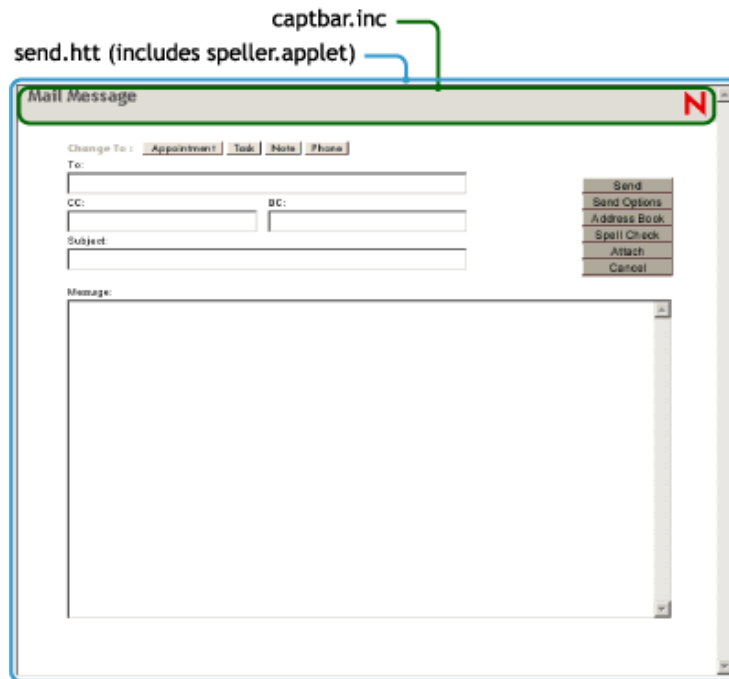 captbar.inc
send.htt (includes speller.applet)
Mail Message
N
Change To : Appointment Task Note Phone
To:
CC: BC:
Subject:
Message:
Send
Send Options
Address Book
Spell Check
Attach
Cancel